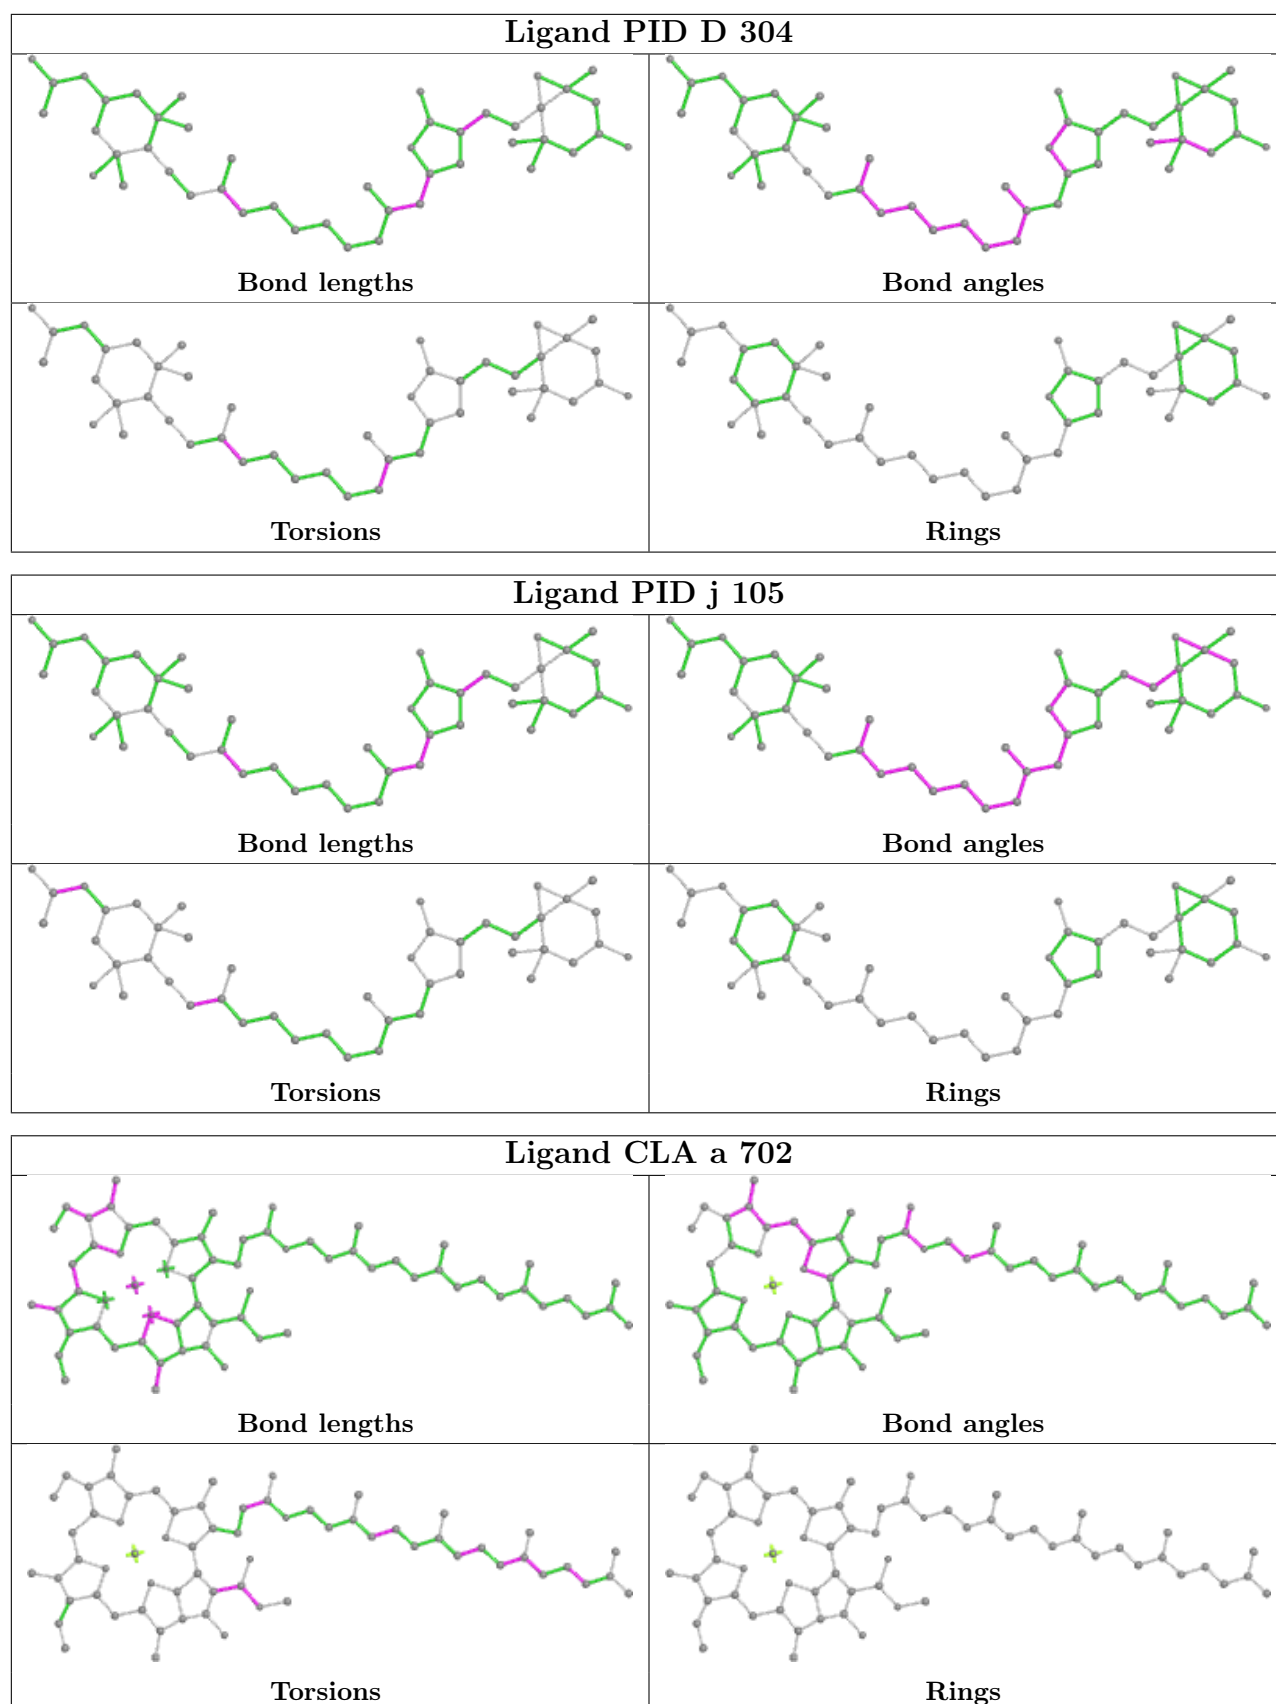 Ligand PID D 304
Bond lengths
Bond angles
Torsions
Rings
Ligand PID j 105
Bond lengths
Bond angles
Torsions
Rings
Ligand CLA a 702
Bond lengths
Bond angles
Torsions
Rings